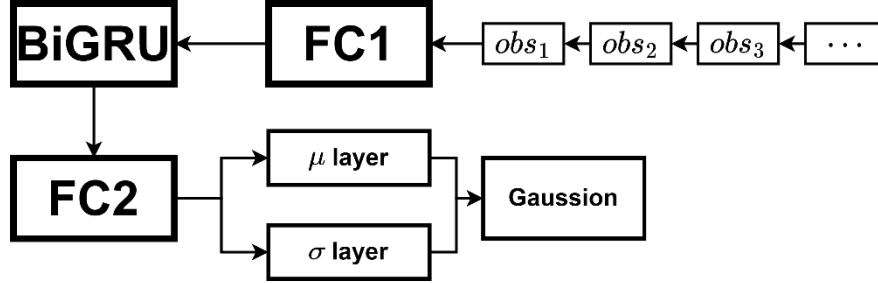 BiGRU FC1 obs₁ obs₂ obs₃ ⋯
μ layer
FC2 Gaussion
σ layer